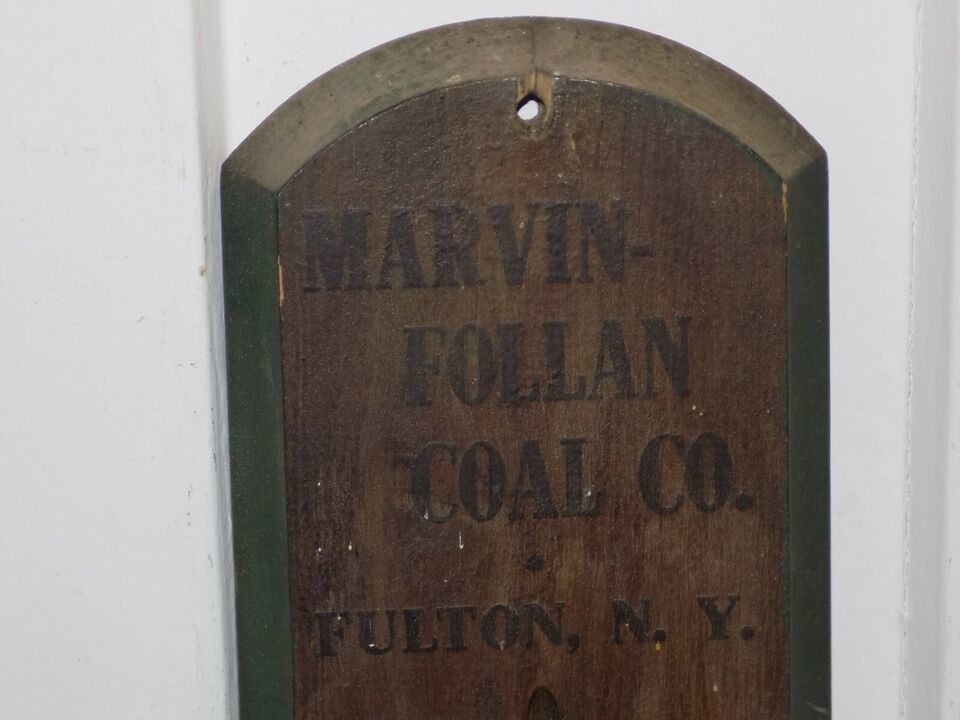 MARVIN-
FOLLAN
COAL CO.
•
FULTON, N. Y.